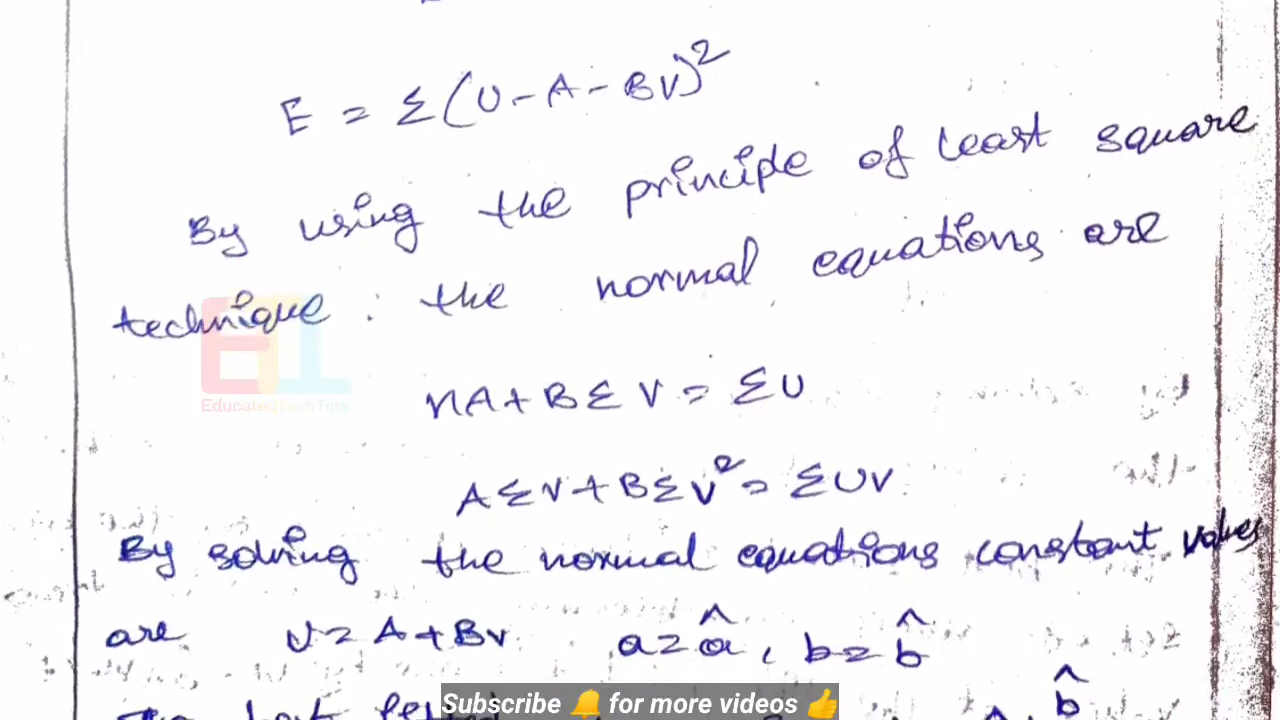 E = Σ(U-A-BV)²
By using the principle of least square
technique: the normal equations are
nA+BΣV = ΣU
EducatedTechTips
AΣV+BΣV² = ΣUV.
By solving the normal equations constant values
are U = A+BV a = â, b = b̂
b̂
Subscribe 🔔 for more videos 👍